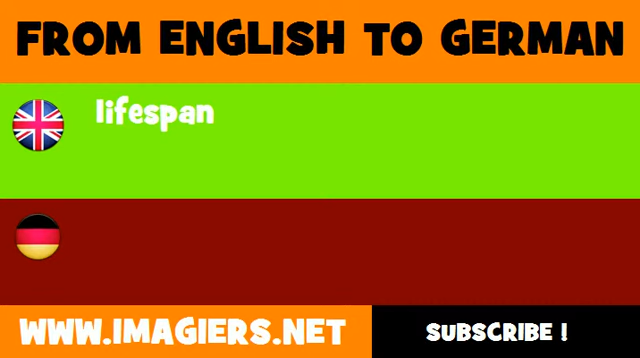 FROM ENGLISH TO GERMAN
lifespan
WWW.IMAGIERS.NET
SUBSCRIBE !